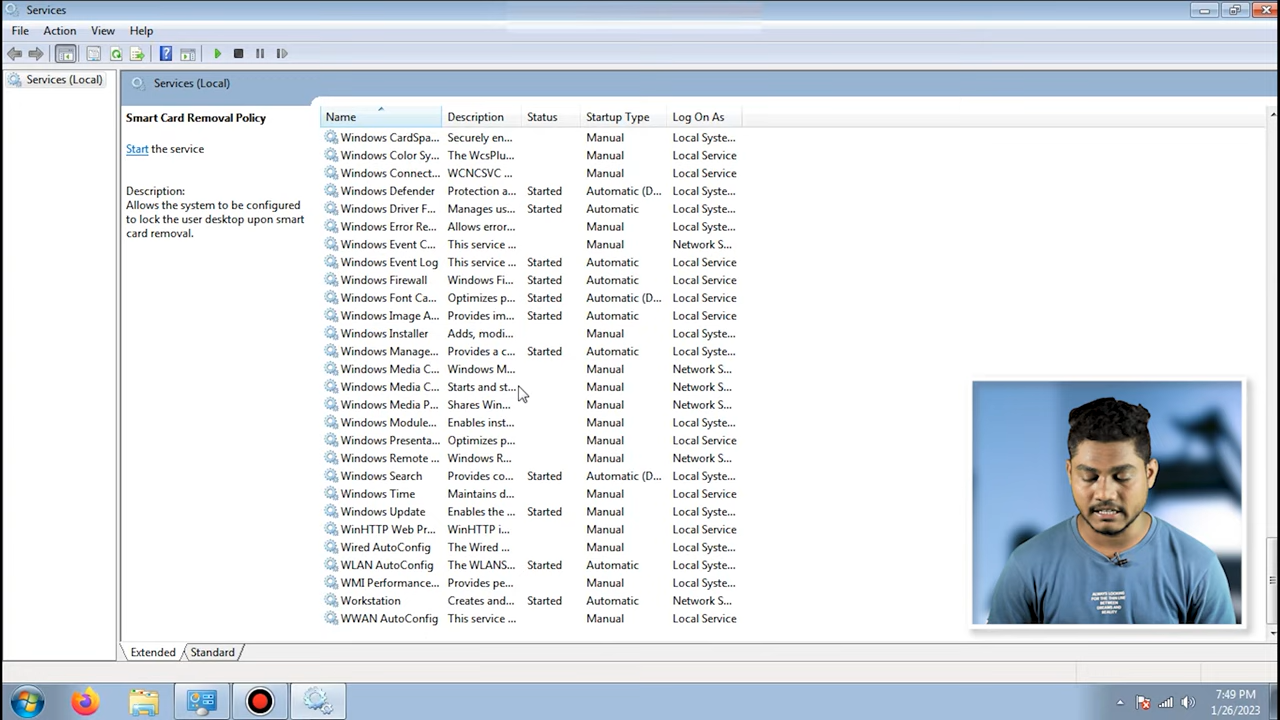 Services
File Action View Help
Services (Local)
Services (Local)
Smart Card Removal Policy
Start the service
Description:
Allows the system to be configured
to lock the user desktop upon smart
card removal.
Name Description Status Startup Type Log On As
Windows CardSpa... Securely en... Manual Local Syste...
Windows Color Sy... The WcsPlu... Manual Local Service
Windows Connect... WCNCSVC ... Manual Local Service
Windows Defender Protection a... Started Automatic (D... Local Syste...
Windows Driver F... Manages us... Started Automatic Local Syste...
Windows Error Re... Allows error... Manual Local Syste...
Windows Event C... This service ... Manual Network S...
Windows Event Log This service ... Started Automatic Local Service
Windows Firewall Windows Fi... Started Automatic Local Service
Windows Font Ca... Optimizes p... Started Automatic (D... Local Service
Windows Image A... Provides im... Started Automatic Local Service
Windows Installer Adds, modi... Manual Local Syste...
Windows Manage... Provides a c... Started Automatic Local Syste...
Windows Media C... Windows M... Manual Network S...
Windows Media C... Starts and st... Manual Network S...
Windows Media P... Shares Win... Manual Network S...
Windows Module... Enables inst... Manual Local Syste...
Windows Presenta... Optimizes p... Manual Local Service
Windows Remote ... Windows R... Manual Network S...
Windows Search Provides co... Started Automatic (D... Local Syste...
Windows Time Maintains d... Manual Local Service
Windows Update Enables the ... Started Manual Local Syste...
WinHTTP Web Pr... WinHTTP i... Manual Local Service
Wired AutoConfig The Wired ... Manual Local Syste...
WLAN AutoConfig The WLANS... Started Automatic Local Syste...
WMI Performance... Provides pe... Manual Local Syste...
Workstation Creates and... Started Automatic Network S...
WWAN AutoConfig This service ... Manual Local Service
ALWAYS LOOKING
FOR THE THIN LINE
BETWEEN
DREAMS AND
REALITY
Extended Standard
7:49 PM
1/26/2023